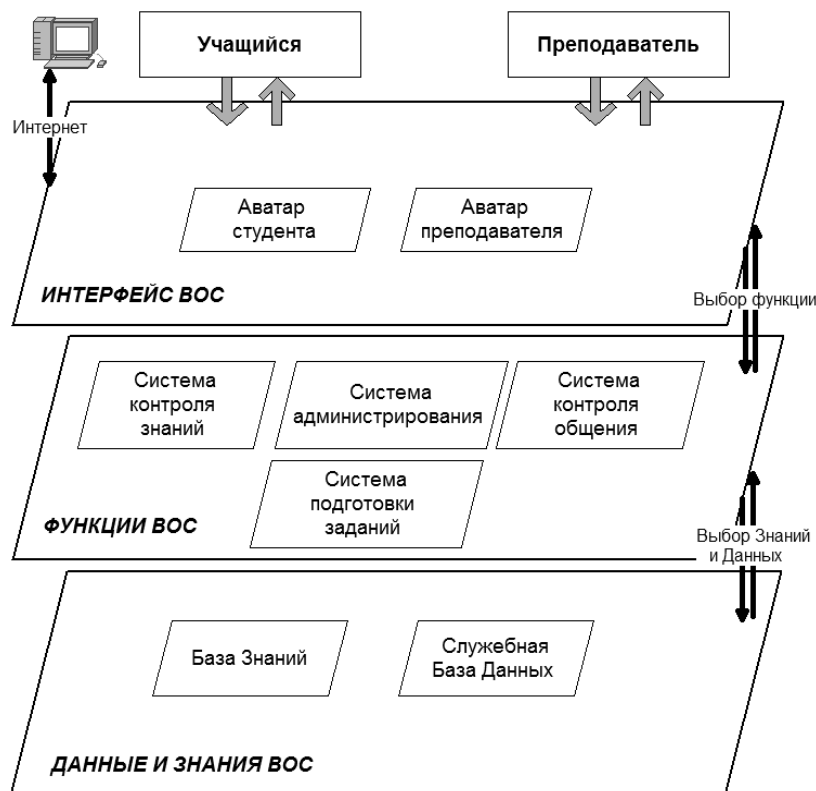 Учащийся
Преподаватель
Интернет
Аватар
студента
Аватар
преподавателя
ИНТЕРФЕЙС ВОС
Выбор функции
Система
контроля
знаний
Система
администрирования
Система
контроля
общения
Система
подготовки
заданий
ФУНКЦИИ ВОС
Выбор Знаний
и Данных
База Знаний
Служебная
База Данных
ДАННЫЕ И ЗНАНИЯ ВОС